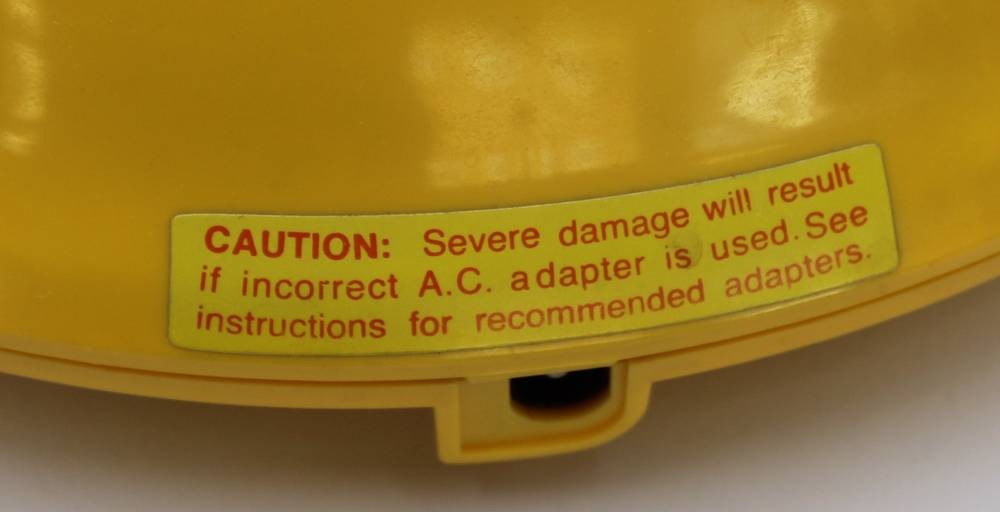 CAUTION: Severe damage will result
if incorrect A.C. adapter is used. See
instructions for recommended adapters.